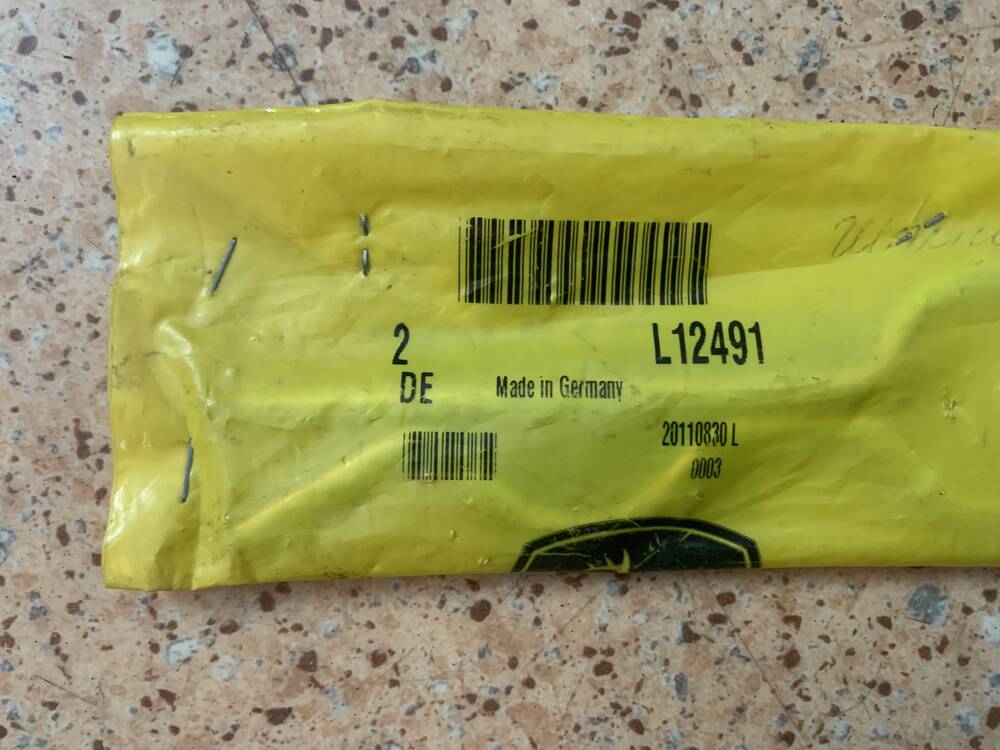 2
L12491
DE
Made in Germany
20110830 L
0003